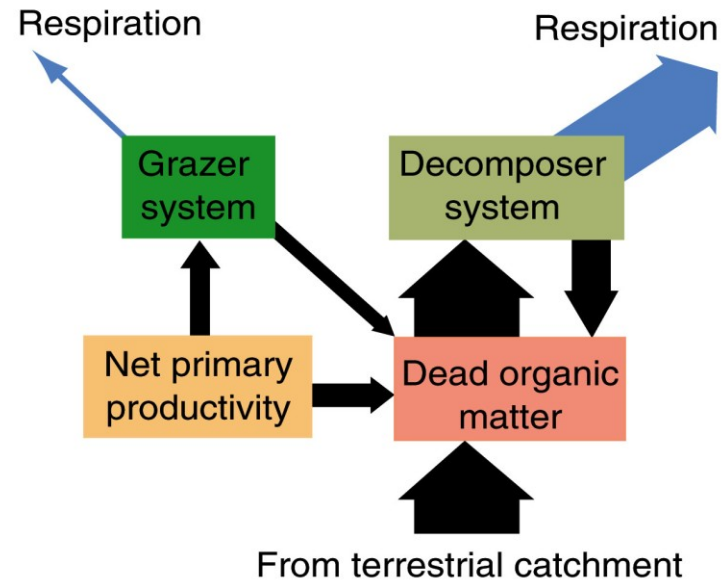 Respiration
Respiration
Grazer
system
Decomposer
system
Net primary
productivity
Dead organic
matter
From terrestrial catchment